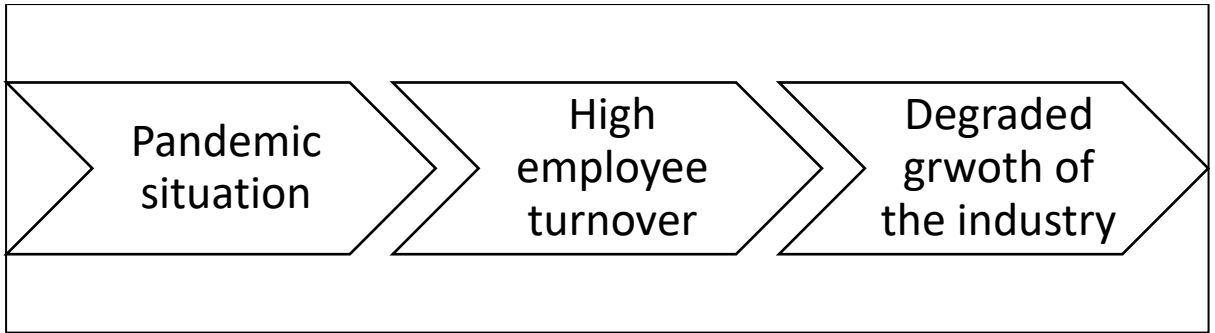 Pandemic
situation
High
employee
turnover
Degraded
grwoth of
the industry